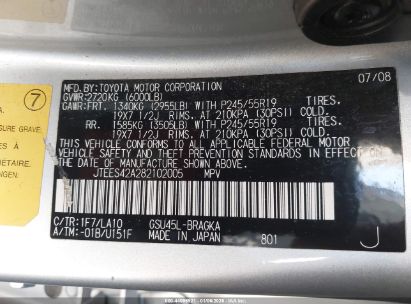 MFD. BY: TOYOTA MOTOR CORPORATION 07/08
GVWR: 2720KG (6000LB)
GAWR: FRT. 1340KG (2955LB) WITH P245/55R19 TIRES,
19X7 1/2J RIMS, AT 210KPA (30PSI) COLD
RR. 1585KG (3505LB) WITH P245/55R19 TIRES,
19X7 1/2J RIMS, AT 210KPA (30PSI) COLD
THIS VEHICLE CONFORMS TO ALL APPLICABLE FEDERAL MOTOR
VEHICLE SAFETY AND THEFT PREVENTION STANDARDS IN EFFECT ON
THE DATE OF MANUFACTURE SHOWN ABOVE.
JTEES42A282102005 MPV
C/TR: 1F7/LA10 GSU45L-BRAGKA
A/TM: -01B/U151F MADE IN JAPAN 801
J
7
SURE GRAVE.